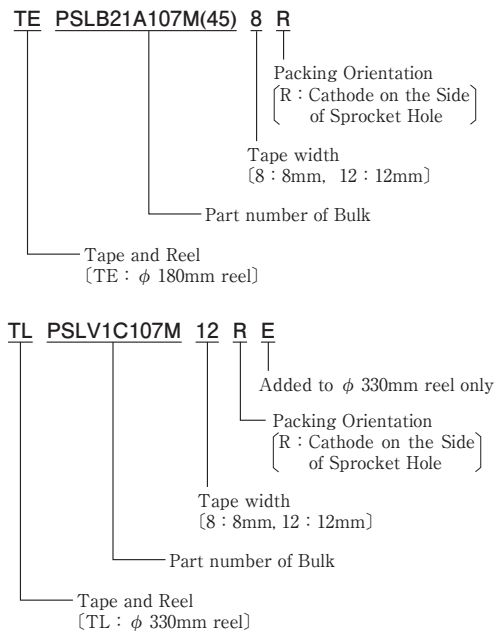 TE PSLB21A107M(45) 8 R
Packing Orientation
[R : Cathode on the Side
of Sprocket Hole]
Tape width
〔8 : 8mm, 12 : 12mm〕
Part number of Bulk
Tape and Reel
〔TE : φ 180mm reel〕
TL PSLV1C107M 12 R E
Added to φ 330mm reel only
Packing Orientation
[R : Cathode on the Side
of Sprocket Hole]
Tape width
〔8 : 8mm, 12 : 12mm〕
Part number of Bulk
Tape and Reel
〔TL : φ 330mm reel〕